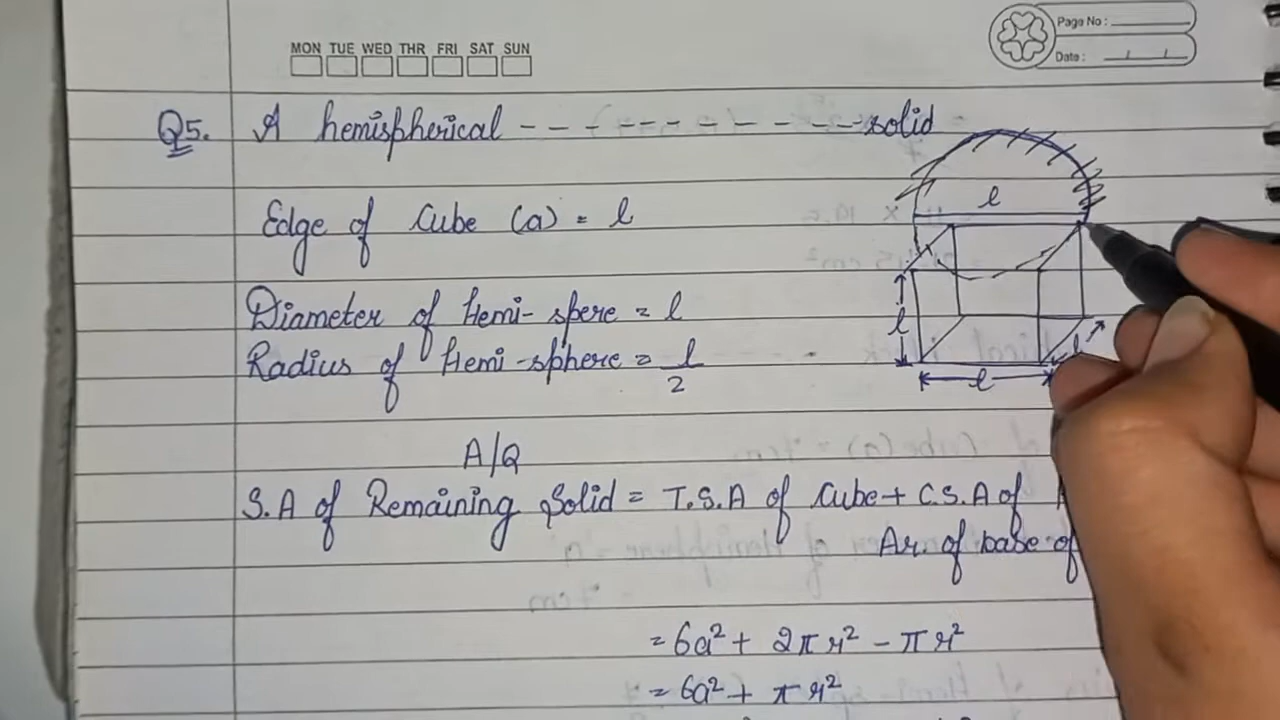 Page No :
MON TUE WED THR FRI SAT SUN
Date :
Q5. A hemispherical - - - - - - - - - - - solid
l
Edge of Cube (a) = l
Diameter of Hemi- spere = l
l
Radius of Hemi-sphere = l/2
l
l
A/Q
S.A of Remaining Solid = T.S.A of Cube + C.S.A of
Ar. of base of
= 6a² + 2πr² - πr²
= 6a² + πr²